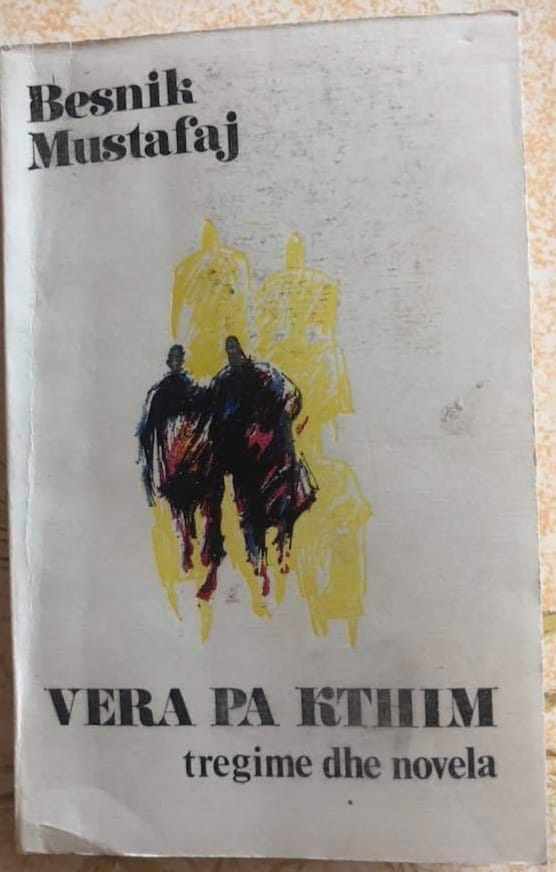 Besnik
Mustafaj
VERA PA KTHIM
tregime dhe novela